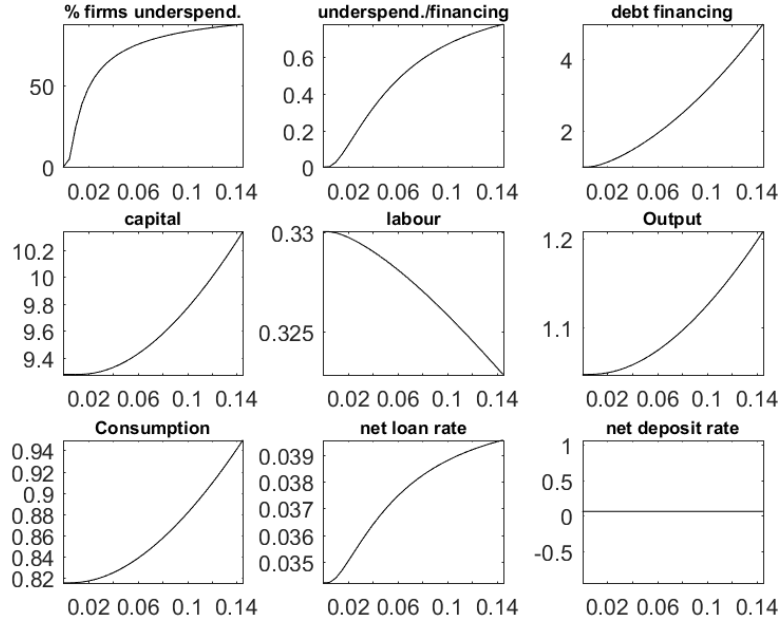 % firms underspend.
50
0
0.02 0.06 0.1 0.14
underspend./financing
0.6
0.4
0.2
0
0.02 0.06 0.1 0.14
debt financing
4
2
0.02 0.06 0.1 0.14
capital
10.2
10
9.8
9.6
9.4
0.02 0.06 0.1 0.14
labour
0.33
0.325
0.02 0.06 0.1 0.14
Output
1.2
1.1
0.02 0.06 0.1 0.14
Consumption
0.94
0.92
0.9
0.88
0.86
0.84
0.82
0.02 0.06 0.1 0.14
net loan rate
0.039
0.038
0.037
0.036
0.035
0.02 0.06 0.1 0.14
net deposit rate
1
0.5
0
-0.5
0.02 0.06 0.1 0.14